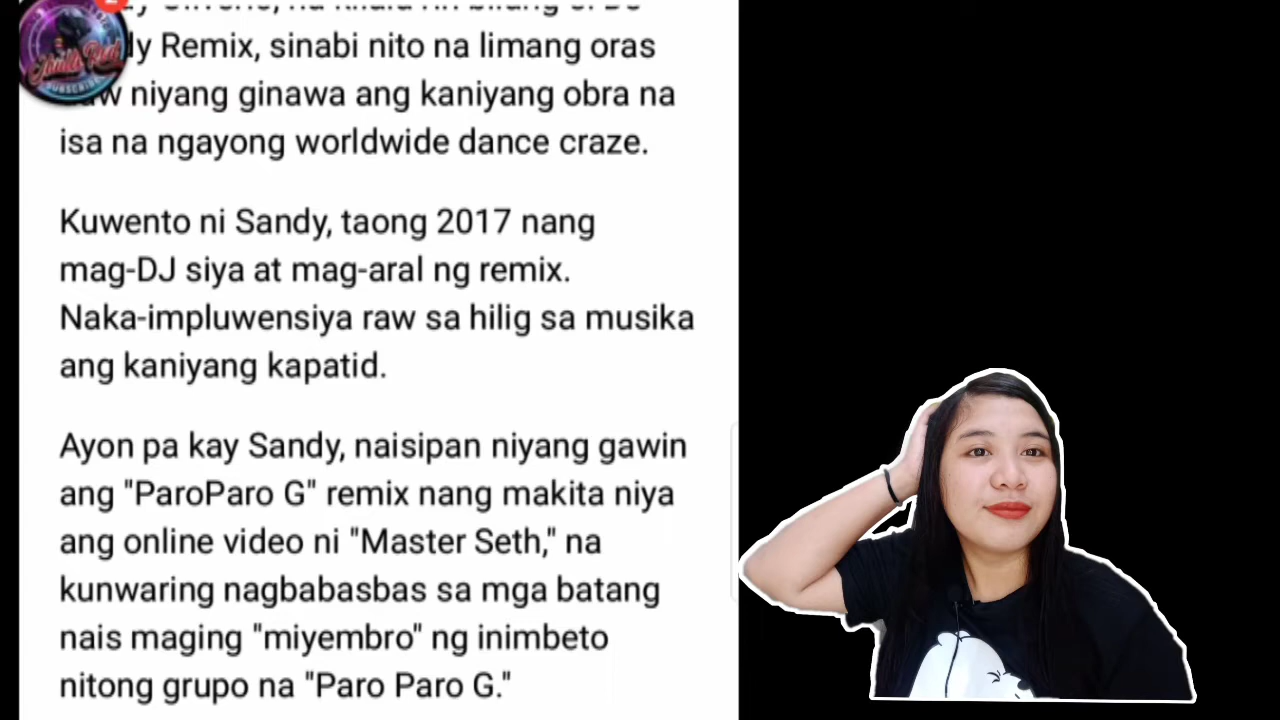 Remix, sinabi nito na limang oras
niyang ginawa ang kaniyang obra na
isa na ngayong worldwide dance craze.
Kuwento ni Sandy, taong 2017 nang
mag-DJ siya at mag-aral ng remix.
Naka-impluwensiya raw sa hilig sa musika
ang kaniyang kapatid.
Ayon pa kay Sandy, naisipan niyang gawin
ang "ParoParo G" remix nang makita niya
ang online video ni "Master Seth," na
kunwaring nagbabasbas sa mga batang
nais maging "miyembro" ng inimbeto
nitong grupo na "Paro Paro G."